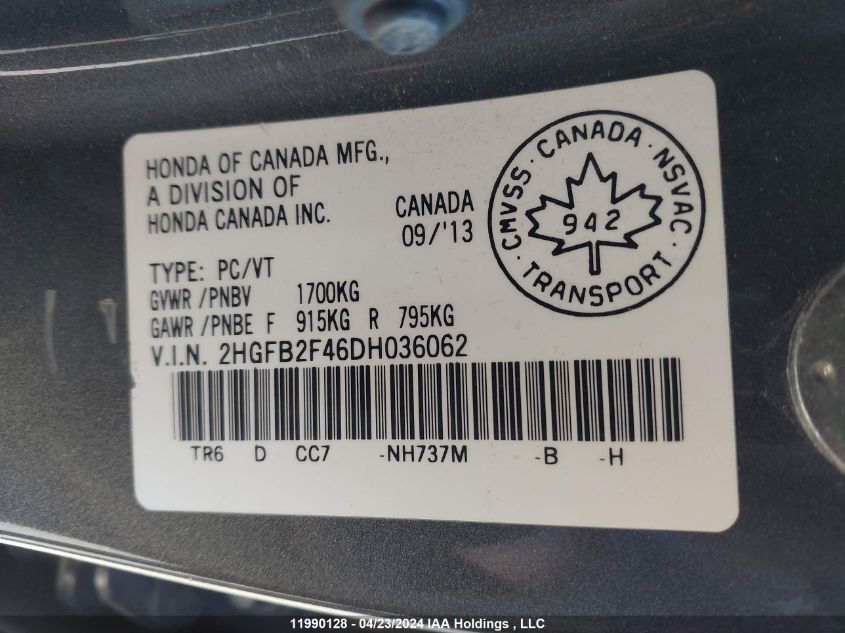 HONDA OF CANADA MFG.,
A DIVISION OF
HONDA CANADA INC.
CANADA
09/'13
TYPE: PC/VT
GVWR /PNBV 1700KG
GAWR /PNBE F 915KG R 795KG
V.I.N. 2HGFB2F46DH036062
TR6 D CC7 -NH737M -B -H
CMVSS · CANADA · NSVAC ·
942
TRANSPORT ·
11990128 - 04/23/2024 IAA Holdings , LLC